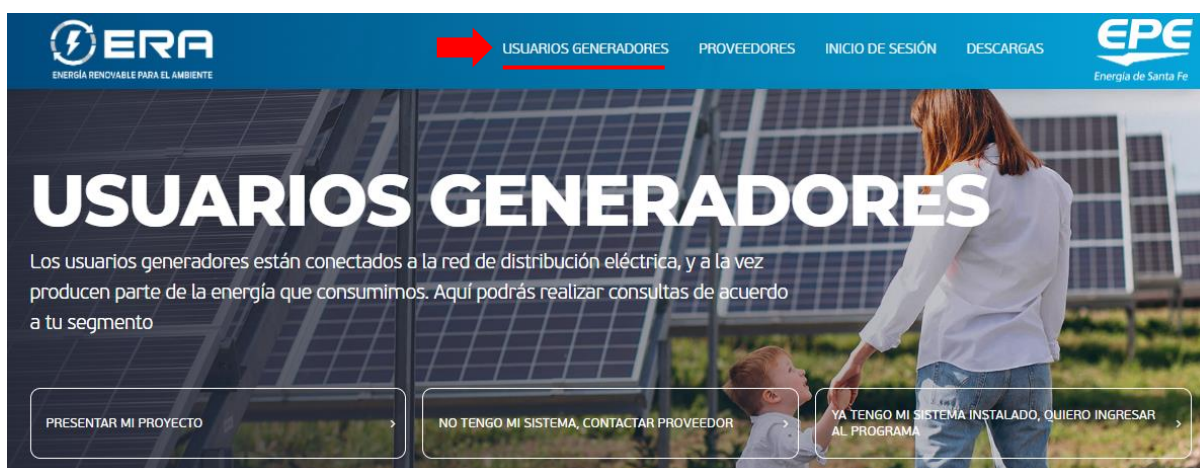 ERA
ENERGÍA RENOVABLE PARA EL AMBIENTE
USUARIOS GENERADORES
PROVEEDORES
INICIO DE SESIÓN
DESCARGAS
EPE
Energía de Santa Fe
USUARIOS GENERADORES
Los usuarios generadores están conectados a la red de distribución eléctrica, y a la vez
producen parte de la energía que consumimos. Aquí podrás realizar consultas de acuerdo
a tu segmento
PRESENTAR MI PROYECTO
NO TENGO MI SISTEMA, CONTACTAR PROVEEDOR
YA TENGO MI SISTEMA INSTALADO, QUIERO INGRESAR
AL PROGRAMA